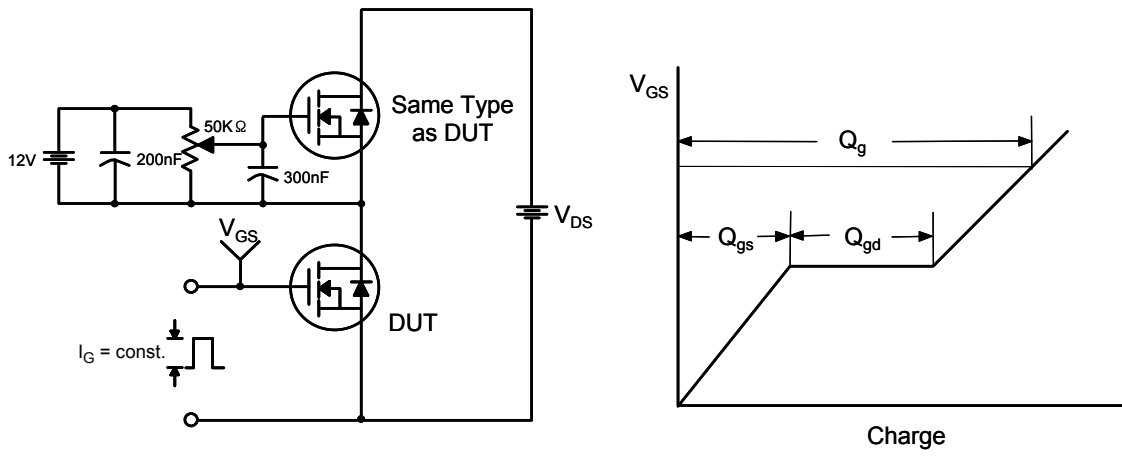 12V
200nF
50KΩ
300nF
Same Type
as DUT
V_DS
V_GS
DUT
I_G = const.
V_GS
Q_g
Q_gs
Q_gd
Charge